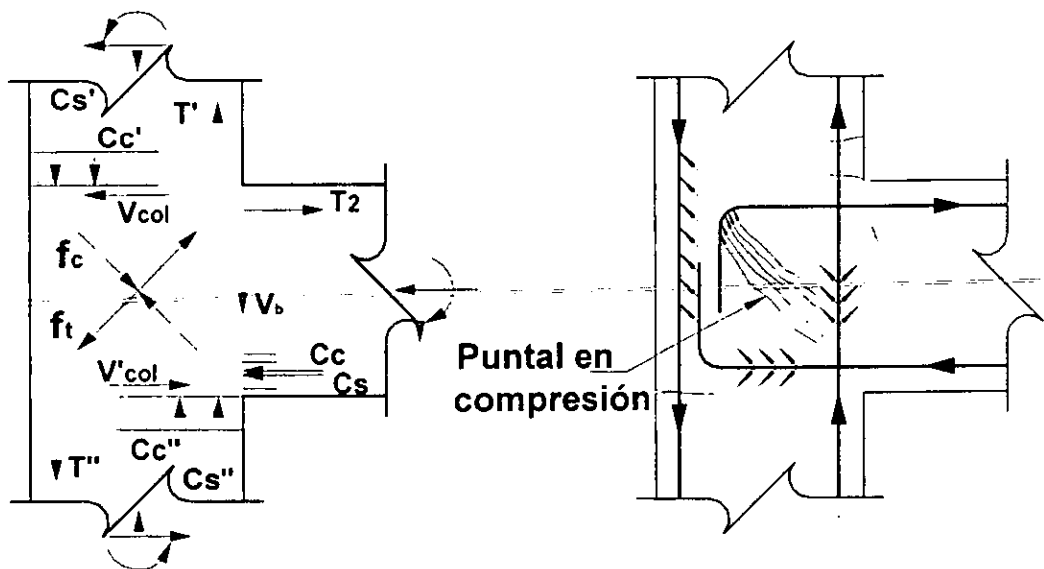 Cs'
T'
Cc'
Vcol
T2
fc
ft
Vb
V'col
Cc
Cs
Cc"
T"
Cs"
Puntal en
compresión